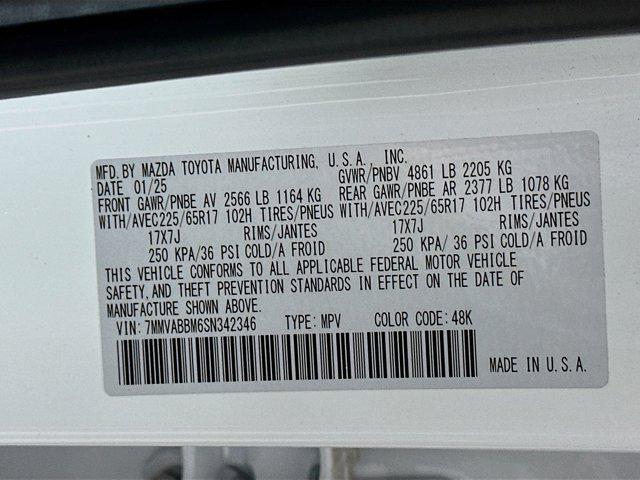 MFD. BY MAZDA TOYOTA MANUFACTURING, U.S.A., INC.
DATE 01/25 GVWR/PNBV 4861 LB 2205 KG
FRONT GAWR/PNBE AV 2566 LB 1164 KG REAR GAWR/PNBE AR 2377 LB 1078 KG
WITH/AVEC225/65R17 102H TIRES/PNEUS WITH/AVEC225/65R17 102H TIRES/PNEUS
17X7J RIMS/JANTES 17X7J RIMS/JANTES
250 KPA/36 PSI COLD/A FROID 250 KPA/ 36 PSI COLD/A FROID
THIS VEHICLE CONFORMS TO ALL APPLICABLE FEDERAL MOTOR VEHICLE
SAFETY, AND THEFT PREVENTION STANDARDS IN EFFECT ON THE DATE OF
MANUFACTURE SHOWN ABOVE.
VIN: 7MMVABBM6SN342346 TYPE: MPV COLOR CODE: 48K
MADE IN U.S.A.